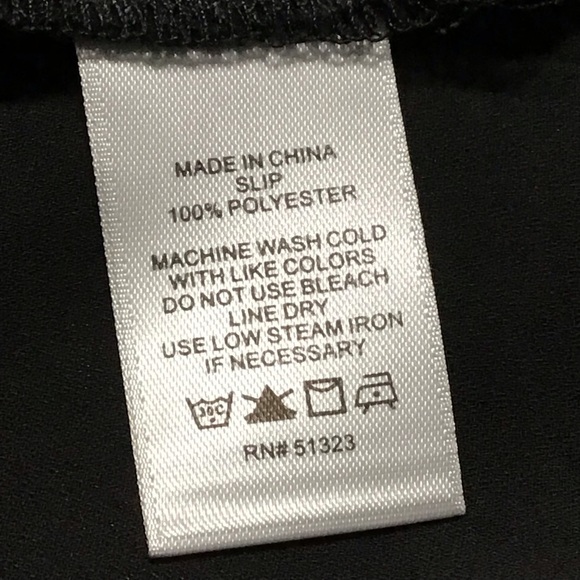 MADE IN CHINA
SLIP
100% POLYESTER
MACHINE WASH COLD
WITH LIKE COLORS
DO NOT USE BLEACH
LINE DRY
USE LOW STEAM IRON
IF NECESSARY
30C
RN# 51323